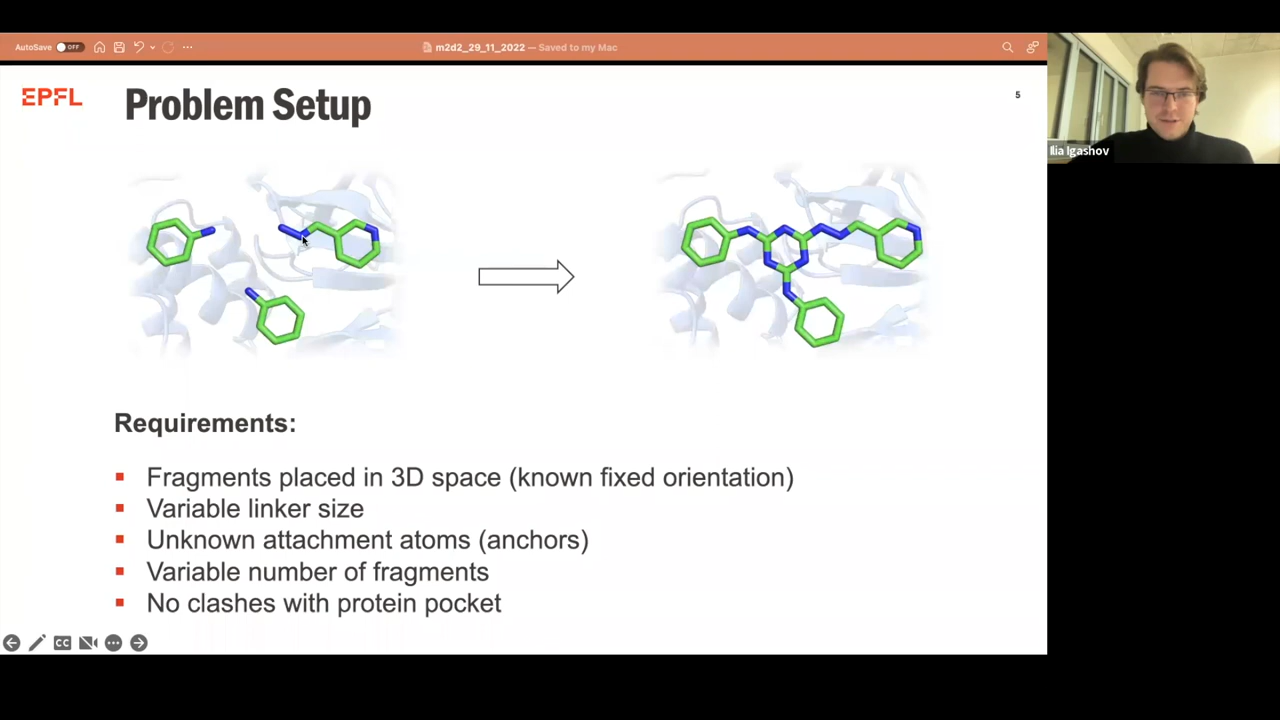 AutoSave OFF
m2d2_29_11_2022 — Saved to my Mac
EPFL
Problem Setup
5
Ilia Igashov
Requirements:
Fragments placed in 3D space (known fixed orientation)
Variable linker size
Unknown attachment atoms (anchors)
Variable number of fragments
No clashes with protein pocket
CC